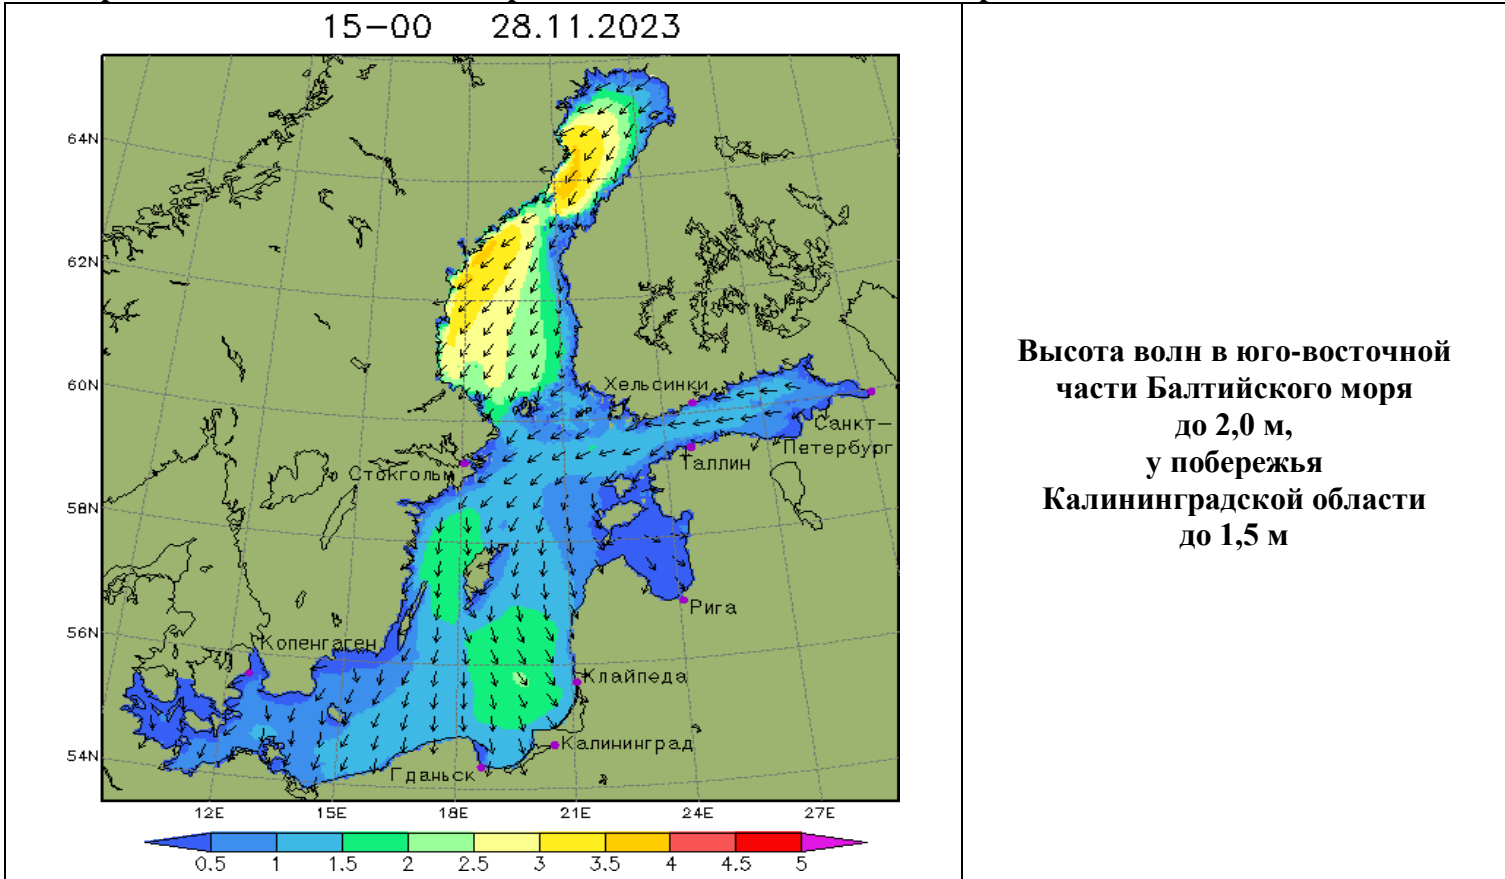 15-00 28.11.2023
64N
62N
60N
58N
56N
54N
Хельсинки
Санкт-
Петербург
Таллин
Стокгольм
Рига
Копенгаген
Клайпеда
Калининград
Гданьск
12E 15E 18E 21E 24E 27E
0.5 1 1.5 2 2.5 3 3.5 4 4.5 5
Высота волн в юго-восточной
части Балтийского моря
до 2,0 м,
у побережья
Калининградской области
до 1,5 м